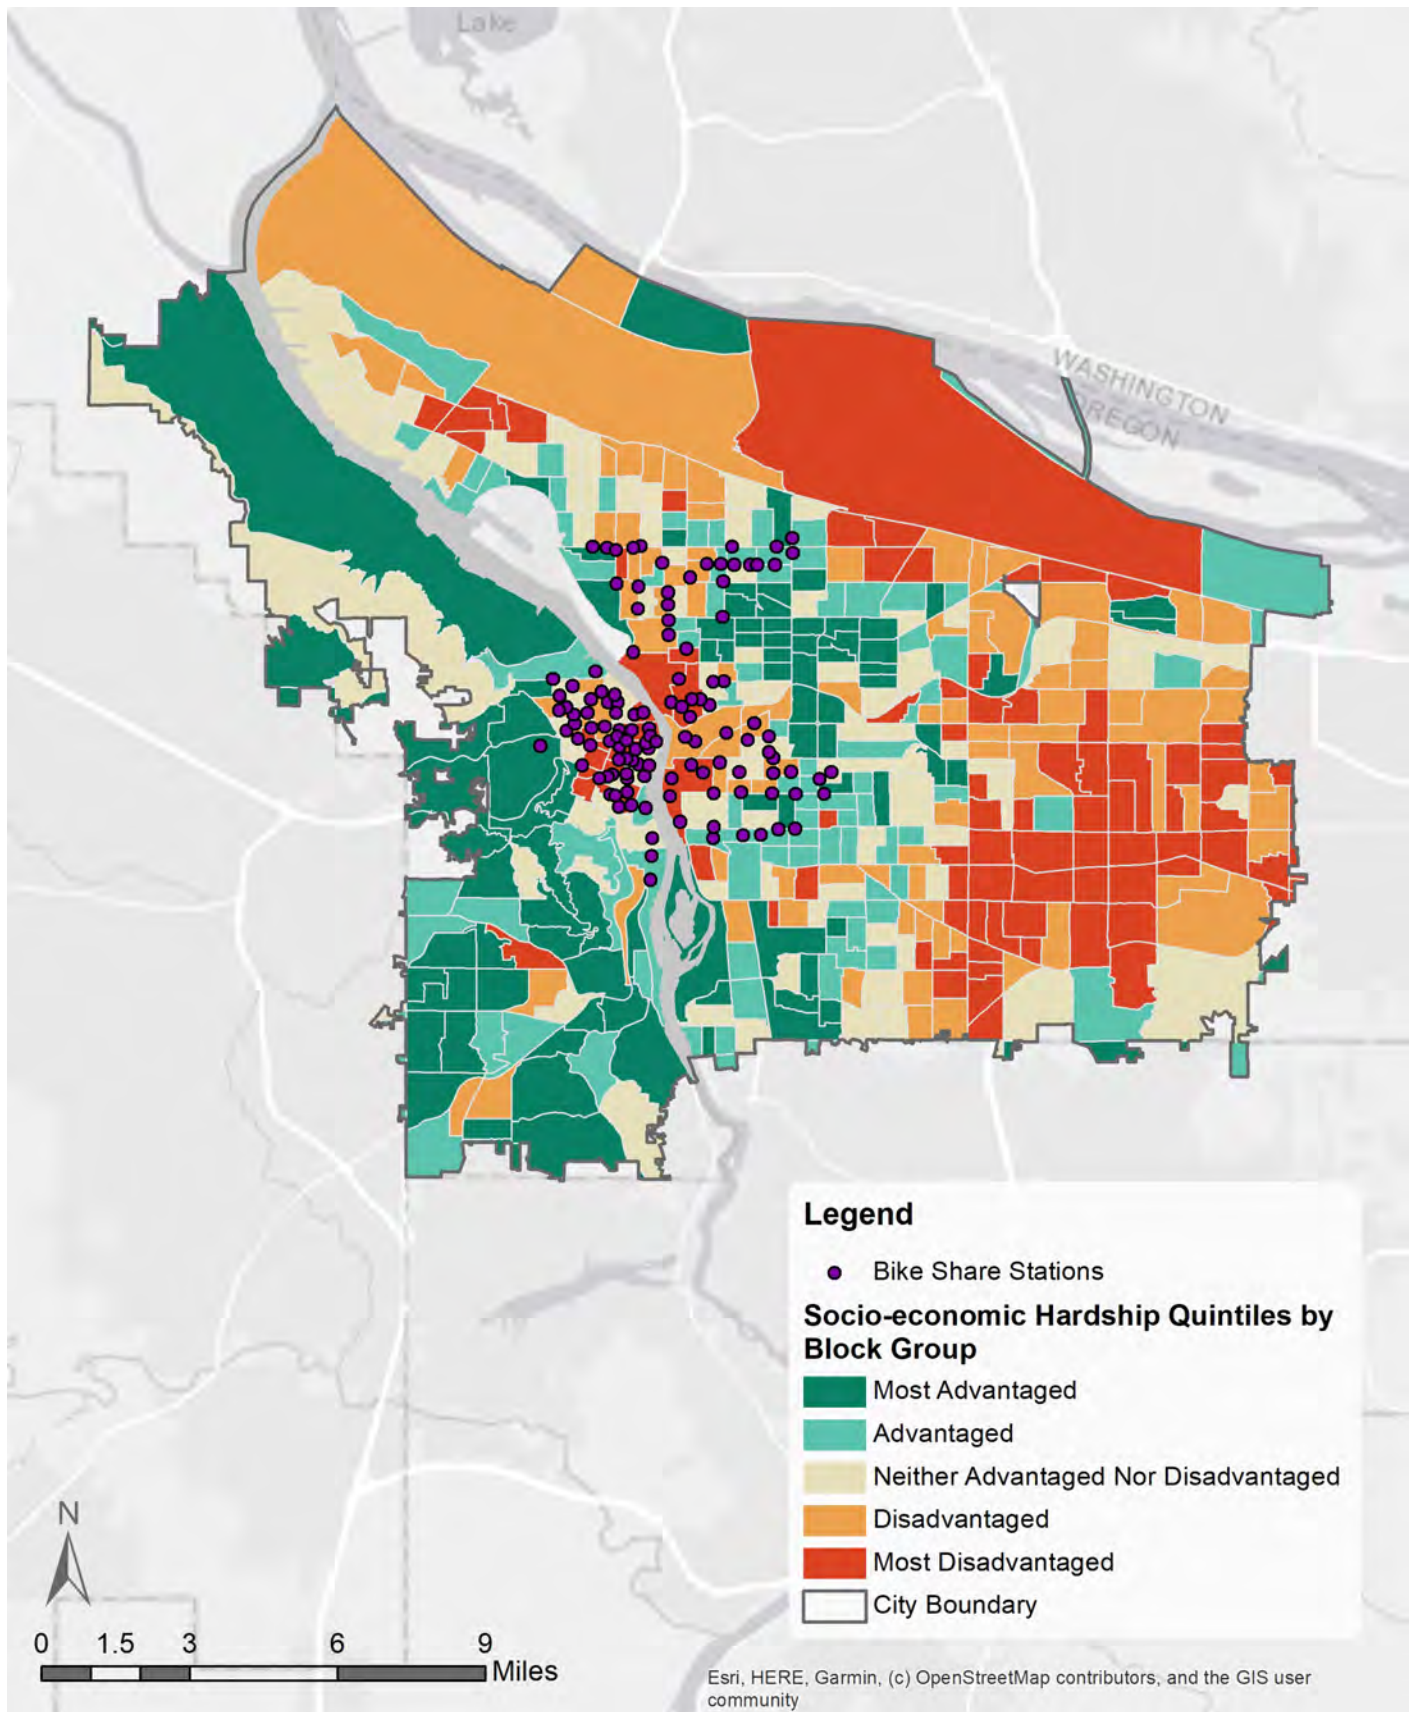 Lake
WASHINGTON
OREGON
Legend
Bike Share Stations
Socio-economic Hardship Quintiles by
Block Group
Most Advantaged
Advantaged
Neither Advantaged Nor Disadvantaged
Disadvantaged
Most Disadvantaged
City Boundary
N
0 1.5 3 6 9
Miles
Esri, HERE, Garmin, (c) OpenStreetMap contributors, and the GIS user
community